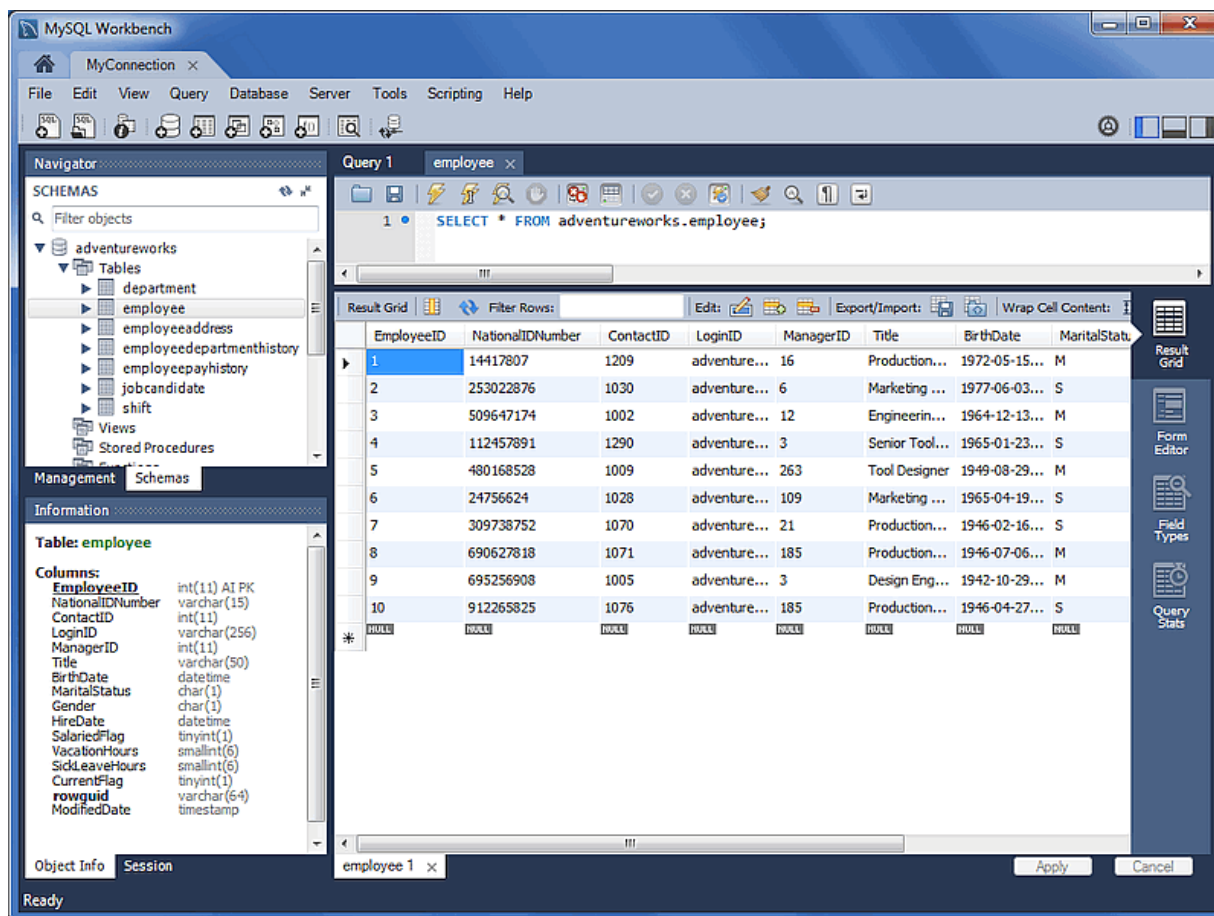 MySQL Workbench
MyConnection
File Edit View Query Database Server Tools Scripting Help
Navigator
SCHEMAS
Filter objects
adventureworks
Tables
department
employee
employeeaddress
employeedepartmenthistory
employeepayhistory
jobcandidate
shift
Views
Stored Procedures
Management Schemas
Information
Table: employee
Columns:
EmployeeID int(11) AI PK
NationalIDNumber varchar(15)
ContactID int(11)
LoginID varchar(256)
ManagerID int(11)
Title varchar(50)
BirthDate datetime
MaritalStatus char(1)
Gender char(1)
HireDate datetime
SalariedFlag tinyint(1)
VacationHours smallint(6)
SickLeaveHours smallint(6)
CurrentFlag tinyint(1)
rowguid varchar(64)
ModifiedDate timestamp
Object Info Session
Query 1 employee
1 SELECT * FROM adventureworks.employee;
Result Grid Filter Rows: Edit: Export/Import: Wrap Cell Content:
EmployeeID NationalIDNumber ContactID LoginID ManagerID Title BirthDate MaritalStatu
1 14417807 1209 adventure... 16 Production... 1972-05-15... M
2 253022876 1030 adventure... 6 Marketing ... 1977-06-03... S
3 509647174 1002 adventure... 12 Engineerin... 1964-12-13... M
4 112457891 1290 adventure... 3 Senior Tool... 1965-01-23... S
5 480168528 1009 adventure... 263 Tool Designer 1949-08-29... M
6 24756624 1028 adventure... 109 Marketing ... 1965-04-19... S
7 309738752 1070 adventure... 21 Production... 1946-02-16... S
8 690627818 1071 adventure... 185 Production... 1946-07-06... M
9 695256908 1005 adventure... 3 Design Eng... 1942-10-29... M
10 912265825 1076 adventure... 185 Production... 1946-04-27... S
NULL NULL NULL NULL NULL NULL NULL NULL
Result
Grid
Form
Editor
Field
Types
Query
Stats
employee 1
Apply Cancel
Ready